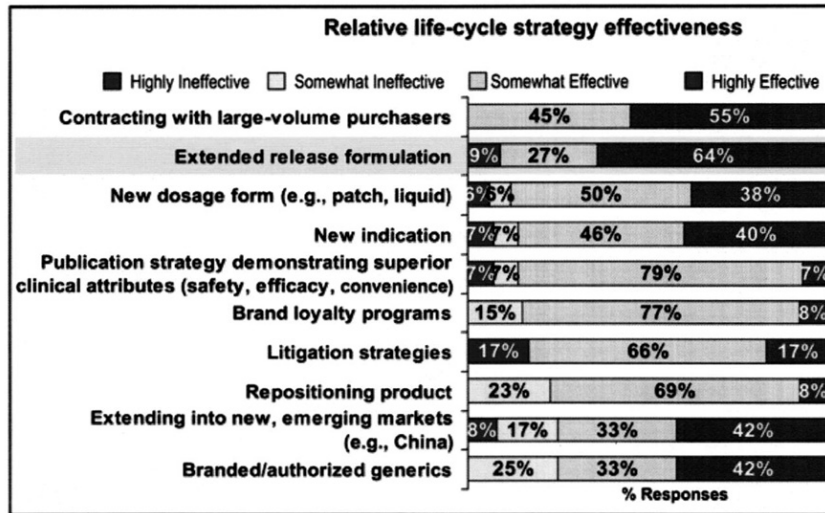 Relative life-cycle strategy effectiveness
Highly Ineffective Somewhat Ineffective Somewhat Effective Highly Effective
Contracting with large-volume purchasers 45% 55%
Extended release formulation 9% 27% 64%
New dosage form (e.g., patch, liquid) 6% 6% 50% 38%
New indication 7% 7% 46% 40%
Publication strategy demonstrating superior
clinical attributes (safety, efficacy, convenience) 7% 7% 79% 7%
Brand loyalty programs 15% 77% 8%
Litigation strategies 17% 66% 17%
Repositioning product 23% 69% 8%
Extending into new, emerging markets
(e.g., China) 8% 17% 33% 42%
Branded/authorized generics 25% 33% 42%
% Responses